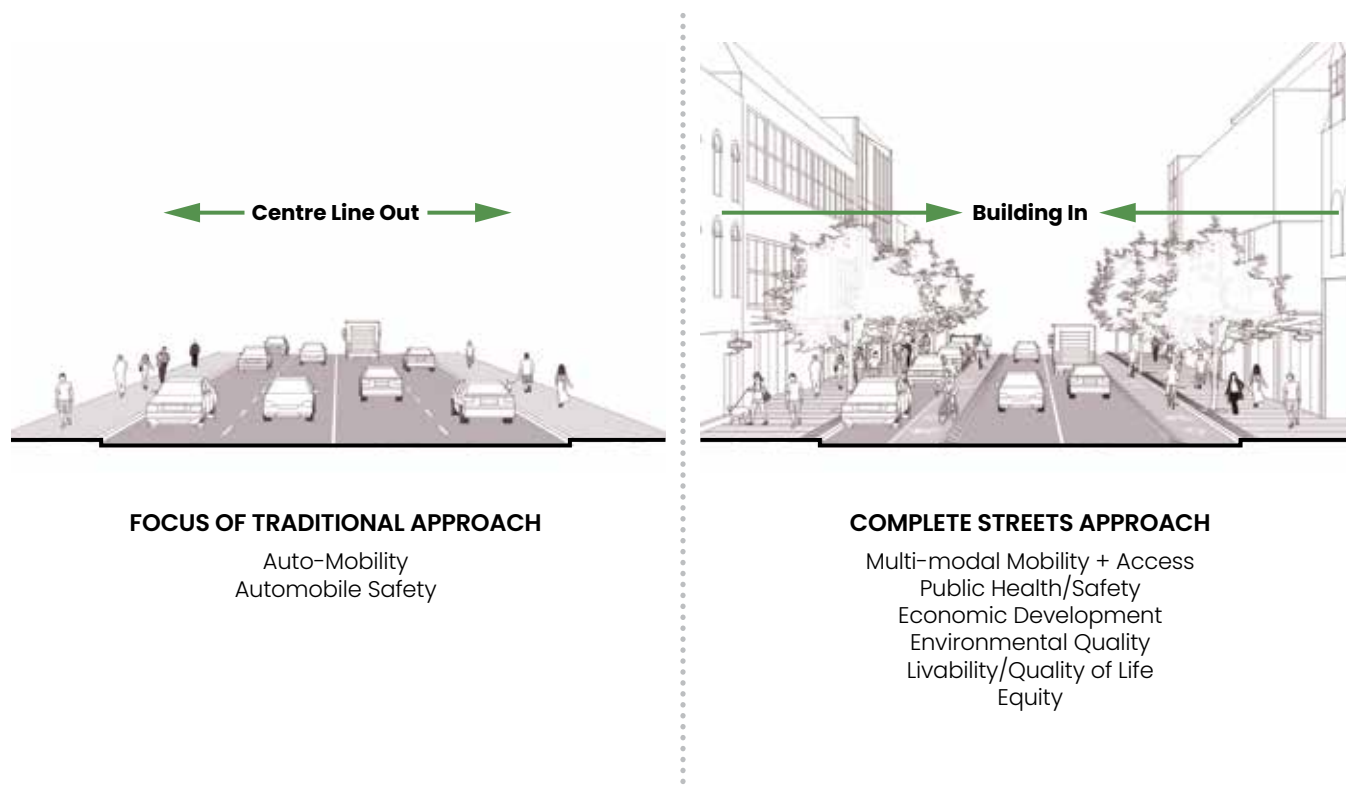 Centre Line Out
FOCUS OF TRADITIONAL APPROACH
Auto-Mobility
Automobile Safety
Building In
COMPLETE STREETS APPROACH
Multi-modal Mobility + Access
Public Health/Safety
Economic Development
Environmental Quality
Livability/Quality of Life
Equity